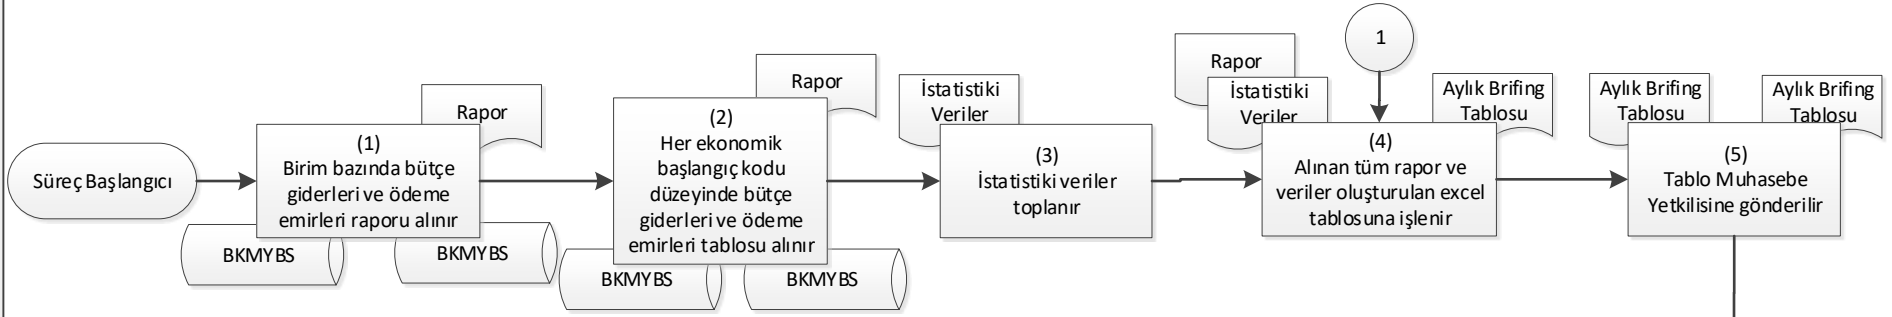 Süreç Başlangıcı
Rapor
(1)
Birim bazında bütçe
giderleri ve ödeme
emirleri raporu alınır
BKMYBS
BKMYBS
Rapor
(2)
Her ekonomik
başlangıç kodu
düzeyinde bütçe
giderleri ve ödeme
emirleri tablosu alınır
BKMYBS
BKMYBS
İstatistiki
Veriler
(3)
İstatistiki veriler
toplanır
Rapor
İstatistiki
Veriler
1
Aylık Brifing
Tablosu
(4)
Alınan tüm rapor ve
veriler oluşturulan excel
tablosuna işlenir
Aylık Brifing
Tablosu
Aylık Brifing
Tablosu
(5)
Tablo Muhasebe
Yetkilisine gönderilir